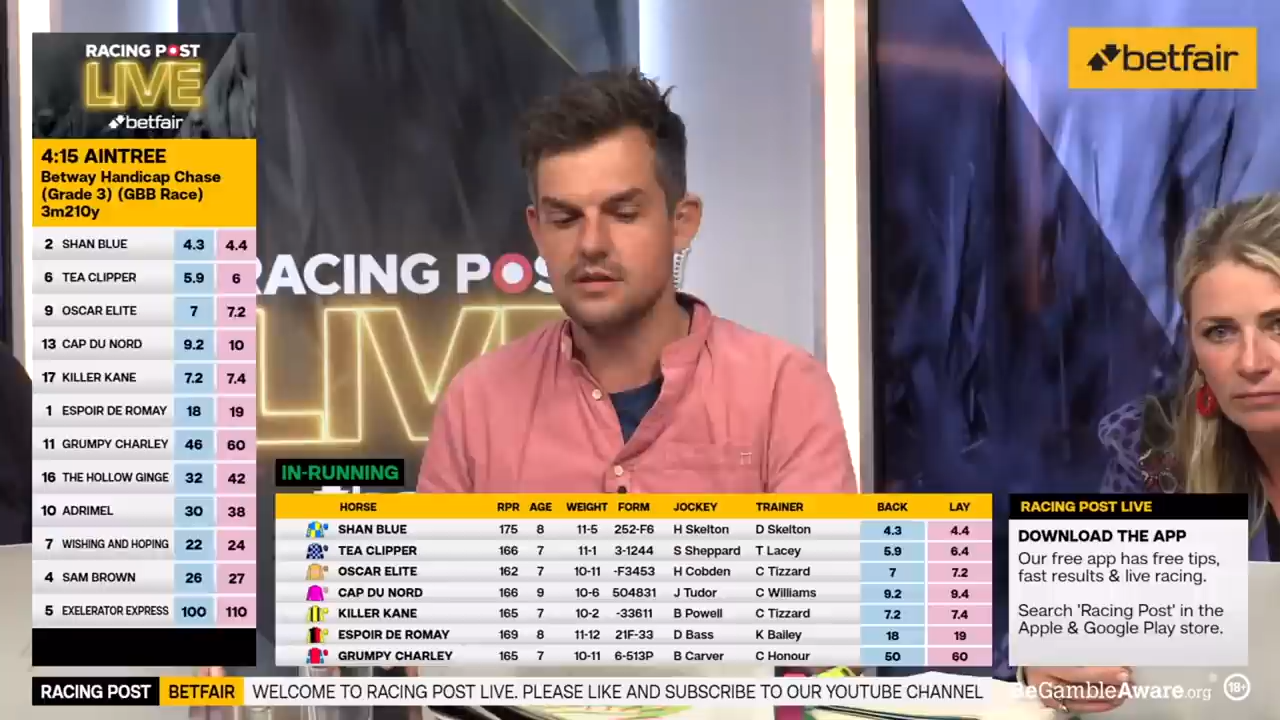 RACING POST
LIVE
betfair
4:15 AINTREE
Betway Handicap Chase
(Grade 3) (GBB Race)
3m210y
2 SHAN BLUE 4.3 4.4
6 TEA CLIPPER 5.9 6
9 OSCAR ELITE 7 7.2
13 CAP DU NORD 9.2 10
17 KILLER KANE 7.2 7.4
1 ESPOIR DE ROMAY 18 19
11 GRUMPY CHARLEY 46 60
16 THE HOLLOW GINGE 32 42
10 ADRIMEL 30 38
7 WISHING AND HOPING 22 24
4 SAM BROWN 26 27
5 EXELERATOR EXPRESS 100 110
betfair
RACING POS
LIVE
IN-RUNNING
HORSE RPR AGE WEIGHT FORM JOCKEY TRAINER BACK LAY
SHAN BLUE 175 8 11-5 252-F6 H Skelton D Skelton 4.3 4.4
TEA CLIPPER 166 7 11-1 3-1244 S Sheppard T Lacey 5.9 6.4
OSCAR ELITE 162 7 10-11 -F3453 H Cobden C Tizzard 7 7.2
CAP DU NORD 166 9 10-6 504831 J Tudor C Williams 9.2 9.4
KILLER KANE 165 7 10-2 -33611 B Powell C Tizzard 7.2 7.4
ESPOIR DE ROMAY 169 8 11-12 21F-33 D Bass K Bailey 18 19
GRUMPY CHARLEY 165 7 10-11 6-513P B Carver C Honour 50 60
RACING POST LIVE
DOWNLOAD THE APP
Our free app has free tips,
fast results & live racing.
Search 'Racing Post' in the
Apple & Google Play store.
RACING POST BETFAIR WELCOME TO RACING POST LIVE. PLEASE LIKE AND SUBSCRIBE TO OUR YOUTUBE CHANNEL
BeGambleAware.org 18+